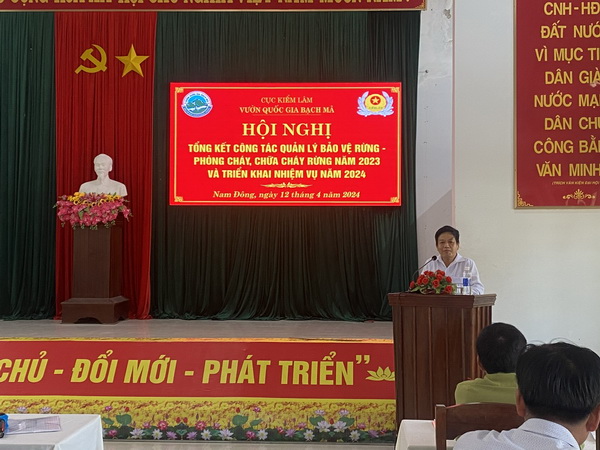 CỤC KIỂM LÂM
VƯỜN QUỐC GIA BẠCH MÃ
HỘI NGHỊ
TỔNG KẾT CÔNG TÁC QUẢN LÝ BẢO VỆ RỪNG -
PHÒNG CHÁY, CHỮA CHÁY RỪNG NĂM 2023
VÀ TRIỂN KHAI NHIỆM VỤ NĂM 2024
Nam Đông, ngày 12 tháng 4 năm 2024
CNH-HĐ
ĐẤT NƯỚ
VÌ MỤC TI
DÂN GIÀ
NƯỚC MẠ
DÂN CH
CÔNG BẰN
VĂN MINH
CHỦ - ĐỔI MỚI - PHÁT TRIỂN"